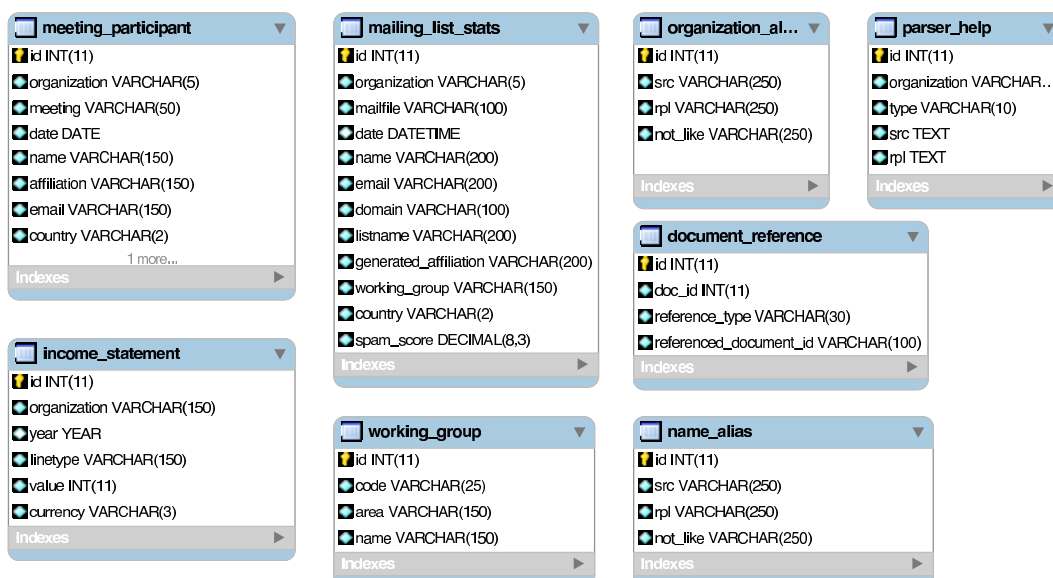 meeting_participant
id INT(11)
organization VARCHAR(5)
meeting VARCHAR(50)
date DATE
name VARCHAR(150)
affiliation VARCHAR(150)
email VARCHAR(150)
country VARCHAR(2)
1 more...
Indexes
income_statement
id INT(11)
organization VARCHAR(150)
year YEAR
linetype VARCHAR(150)
value INT(11)
currency VARCHAR(3)
Indexes
mailing_list_stats
id INT(11)
organization VARCHAR(5)
mailfile VARCHAR(100)
date DATETIME
name VARCHAR(200)
email VARCHAR(200)
domain VARCHAR(100)
listname VARCHAR(200)
generated_affiliation VARCHAR(200)
working_group VARCHAR(150)
country VARCHAR(2)
spam_score DECIMAL(8,3)
Indexes
working_group
id INT(11)
code VARCHAR(25)
area VARCHAR(150)
name VARCHAR(150)
Indexes
organization_al...
id INT(11)
src VARCHAR(250)
rpl VARCHAR(250)
not_like VARCHAR(250)
Indexes
parser_help
id INT(11)
organization VARCHAR...
type VARCHAR(10)
src TEXT
rpl TEXT
Indexes
document_reference
id INT(11)
doc_id INT(11)
reference_type VARCHAR(30)
referenced_document_id VARCHAR(100)
Indexes
name_alias
id INT(11)
src VARCHAR(250)
rpl VARCHAR(250)
not_like VARCHAR(250)
Indexes